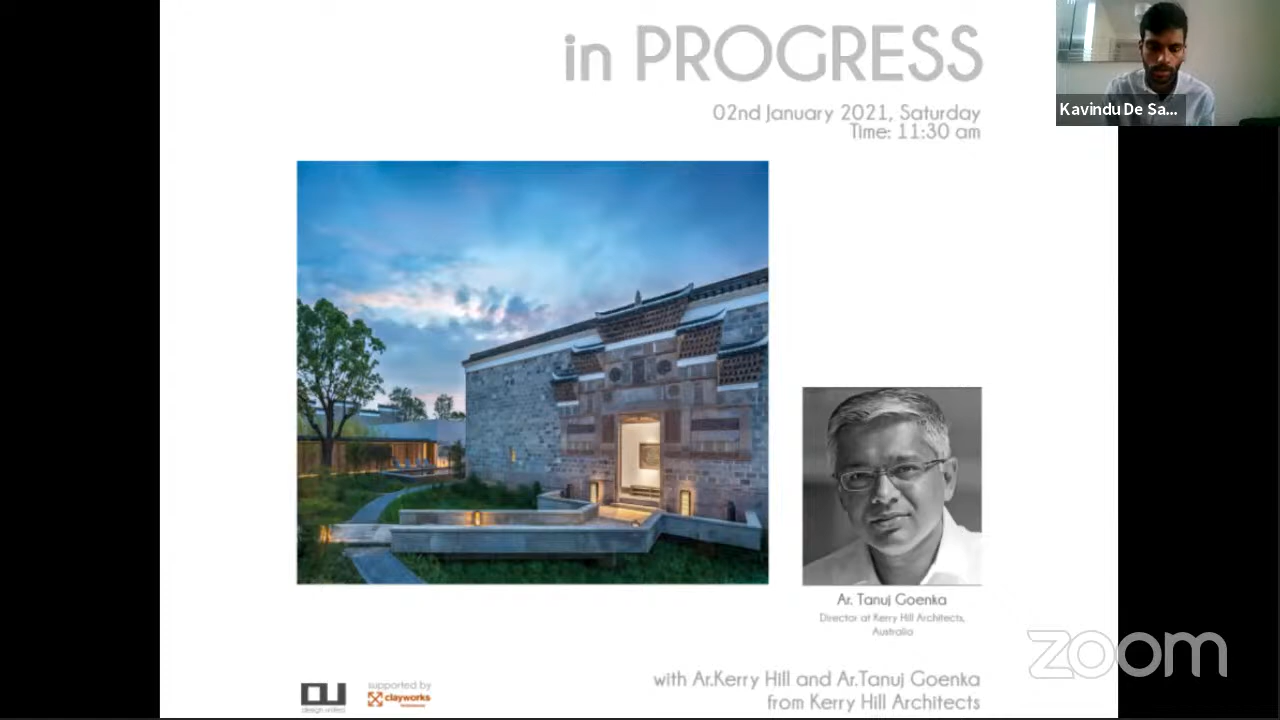 in PROGRESS
02nd January 2021, Saturday
Time: 11:30 am
Kavindu De Sa...
Ar. Tanuj Goenka
Director at Kerry Hill Architects,
Australia
zoom
with Ar.Kerry Hill and Ar.Tanuj Goenka
from Kerry Hill Architects
design unified
supported by
clayworks